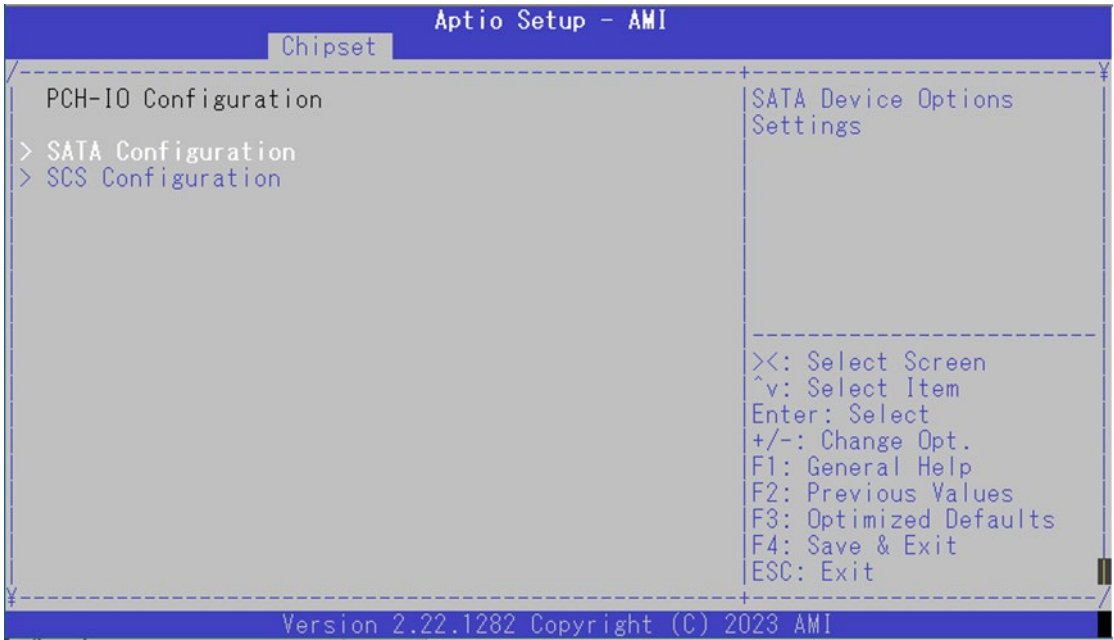 Aptio Setup - AMI
Chipset
PCH-IO Configuration
> SATA Configuration
> SCS Configuration
SATA Device Options
Settings
><: Select Screen
^v: Select Item
Enter: Select
+/-: Change Opt.
F1: General Help
F2: Previous Values
F3: Optimized Defaults
F4: Save & Exit
ESC: Exit
Version 2.22.1282 Copyright (C) 2023 AMI